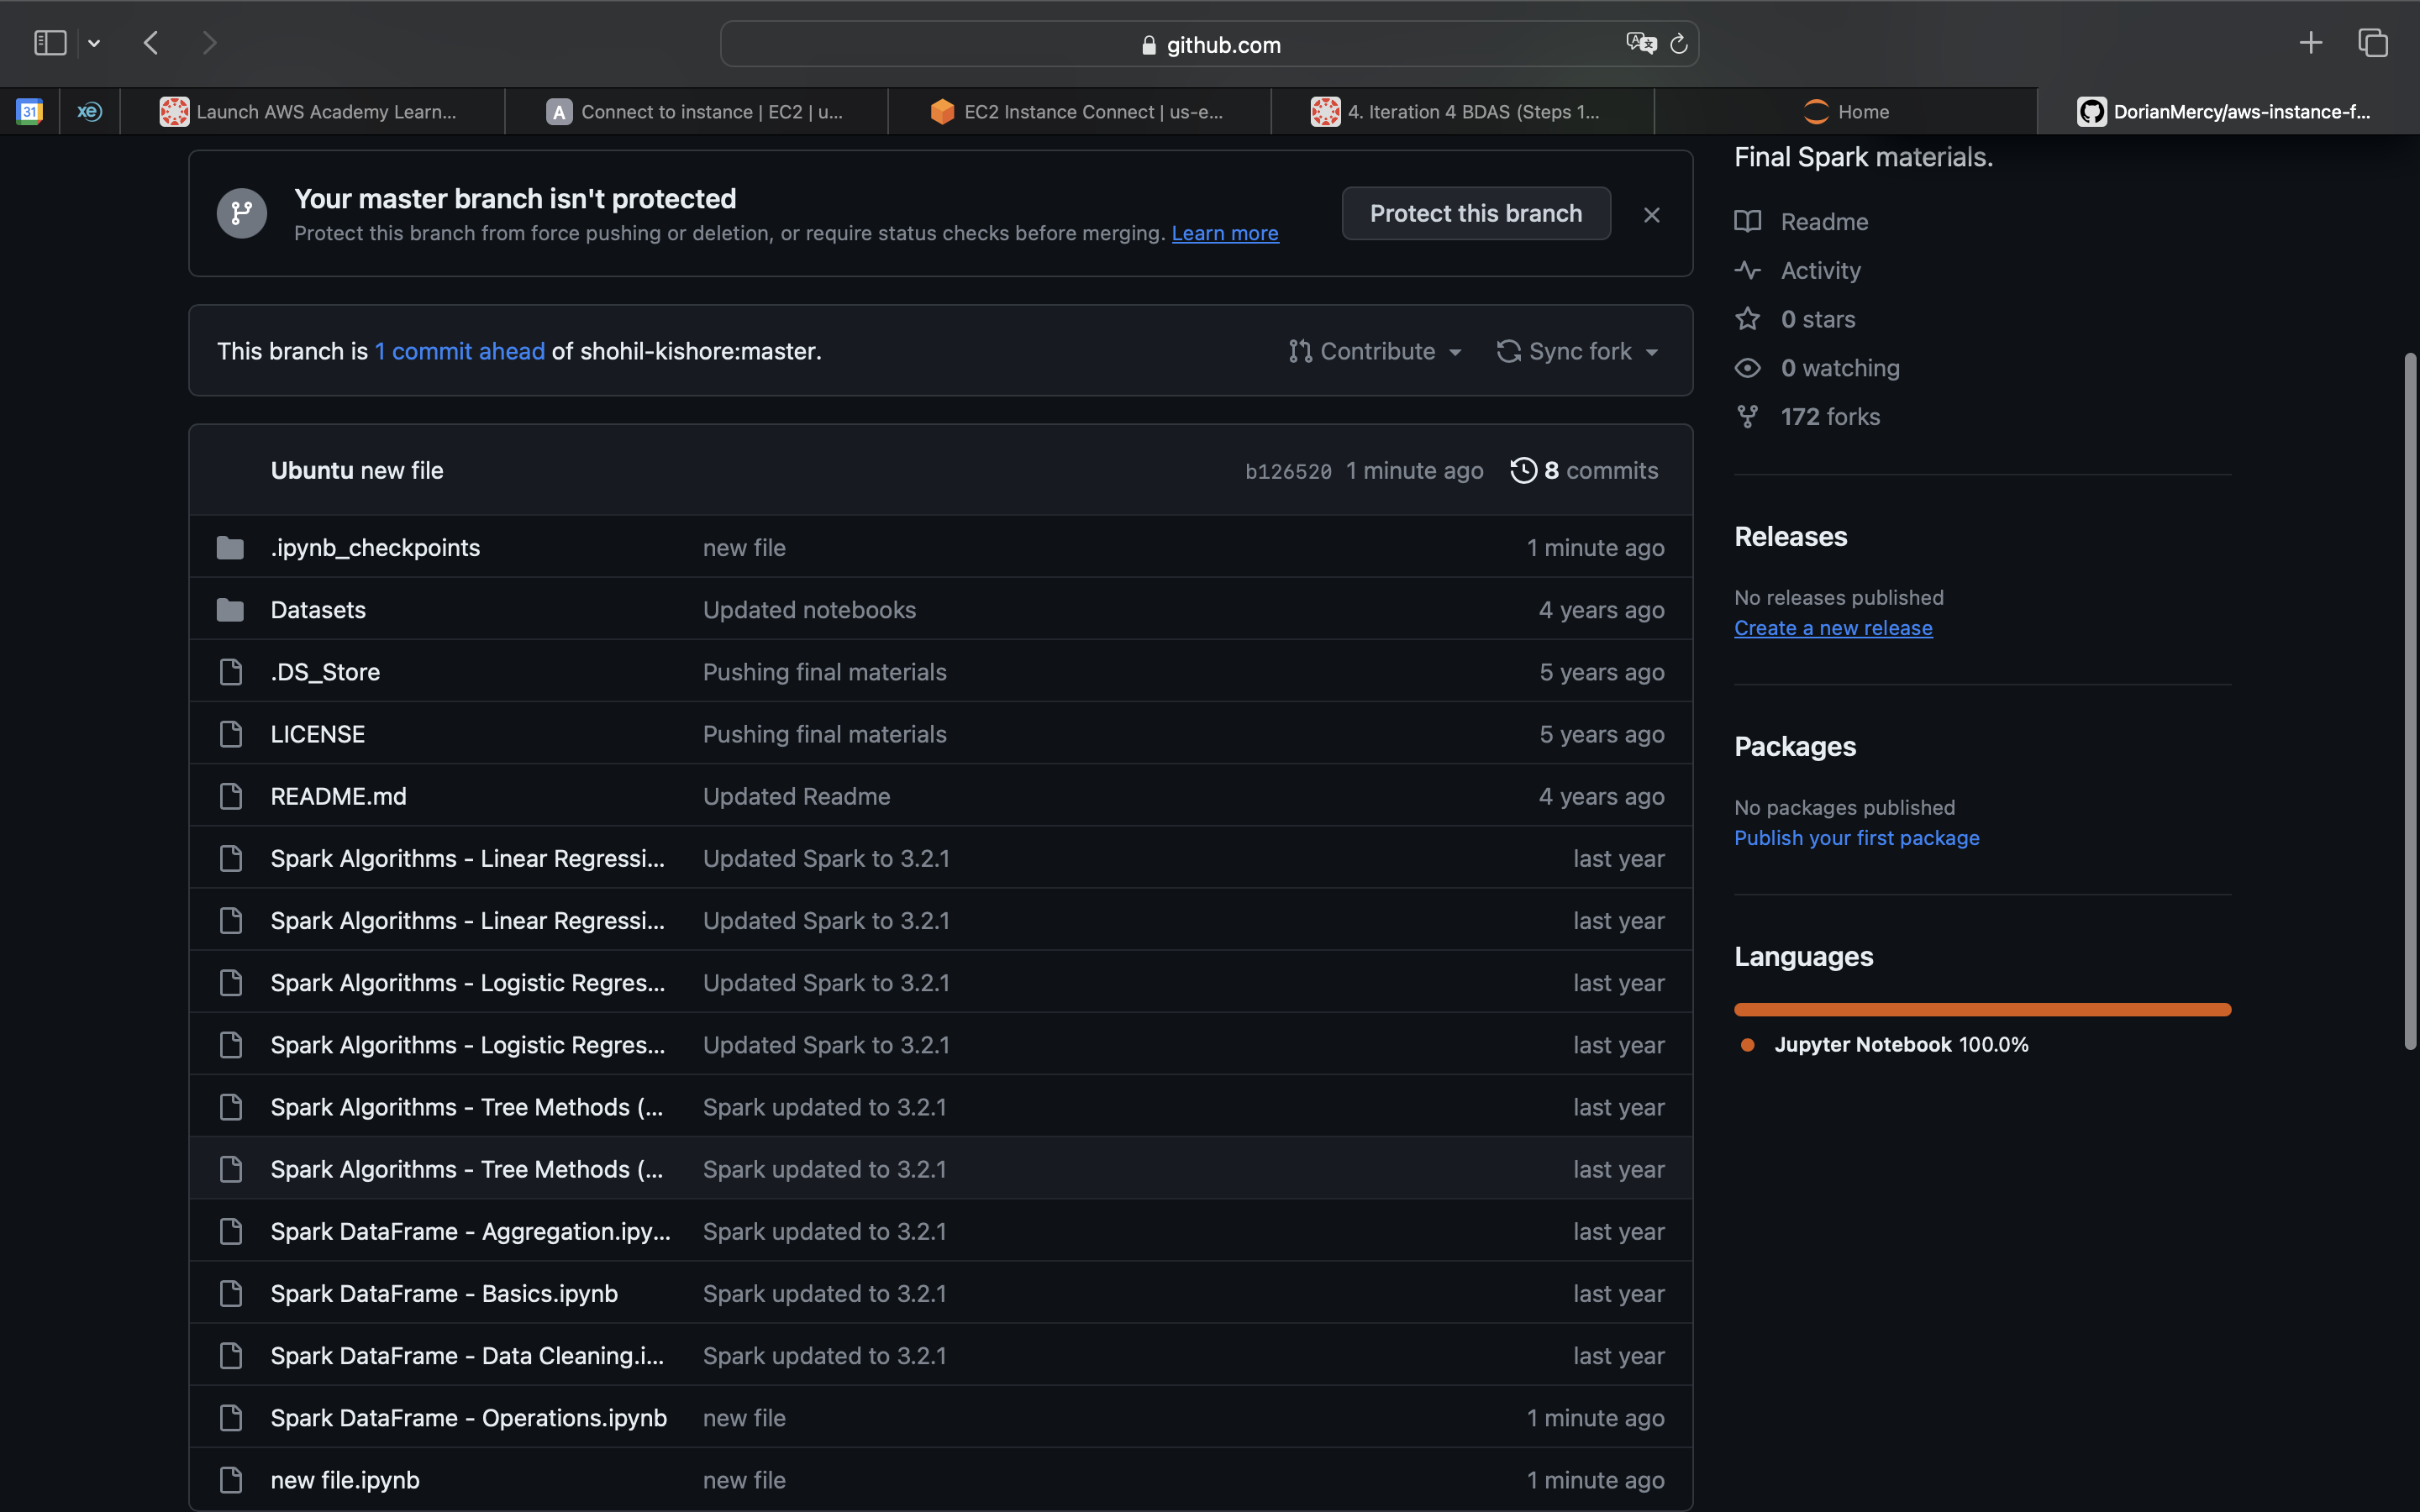 github.com
31
xe
Launch AWS Academy Learn...
A Connect to instance | EC2 | u...
EC2 Instance Connect | us-e...
4. Iteration 4 BDAS (Steps 1...
Home
DorianMercy/aws-instance-f...
Your master branch isn't protected
Protect this branch from force pushing or deletion, or require status checks before merging. Learn more
Protect this branch
This branch is 1 commit ahead of shohil-kishore:master.
Contribute
Sync fork
Ubuntu new file
b126520 1 minute ago 8 commits
.ipynb_checkpoints new file 1 minute ago
Datasets Updated notebooks 4 years ago
.DS_Store Pushing final materials 5 years ago
LICENSE Pushing final materials 5 years ago
README.md Updated Readme 4 years ago
Spark Algorithms - Linear Regressi... Updated Spark to 3.2.1 last year
Spark Algorithms - Linear Regressi... Updated Spark to 3.2.1 last year
Spark Algorithms - Logistic Regres... Updated Spark to 3.2.1 last year
Spark Algorithms - Logistic Regres... Updated Spark to 3.2.1 last year
Spark Algorithms - Tree Methods (... Spark updated to 3.2.1 last year
Spark Algorithms - Tree Methods (... Spark updated to 3.2.1 last year
Spark DataFrame - Aggregation.ipy... Spark updated to 3.2.1 last year
Spark DataFrame - Basics.ipynb Spark updated to 3.2.1 last year
Spark DataFrame - Data Cleaning.i... Spark updated to 3.2.1 last year
Spark DataFrame - Operations.ipynb new file 1 minute ago
new file.ipynb new file 1 minute ago
Final Spark materials.
Readme
Activity
0 stars
0 watching
172 forks
Releases
No releases published
Create a new release
Packages
No packages published
Publish your first package
Languages
Jupyter Notebook 100.0%